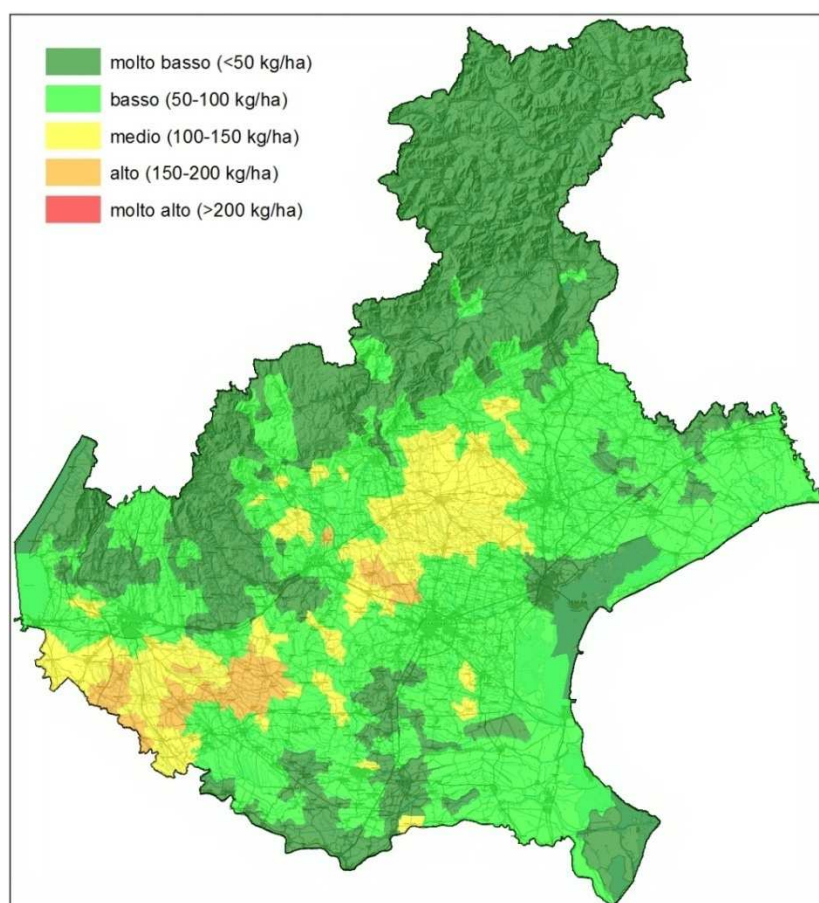 molto basso (<50 kg/ha)
basso (50-100 kg/ha)
medio (100-150 kg/ha)
alto (150-200 kg/ha)
molto alto (>200 kg/ha)